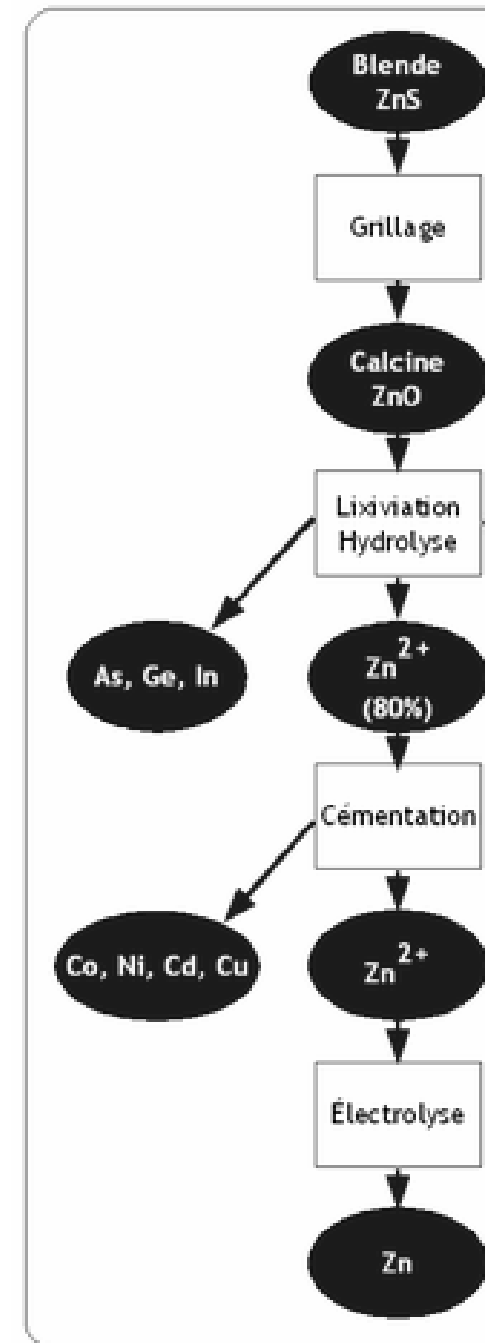 Blende
ZnS
Grillage
Calcine
ZnO
Lixiviation
Hydrolyse
As, Ge, In
Zn²⁺
(80%)
Cémentation
Co, Ni, Cd, Cu
Zn²⁺
Électrolyse
Zn